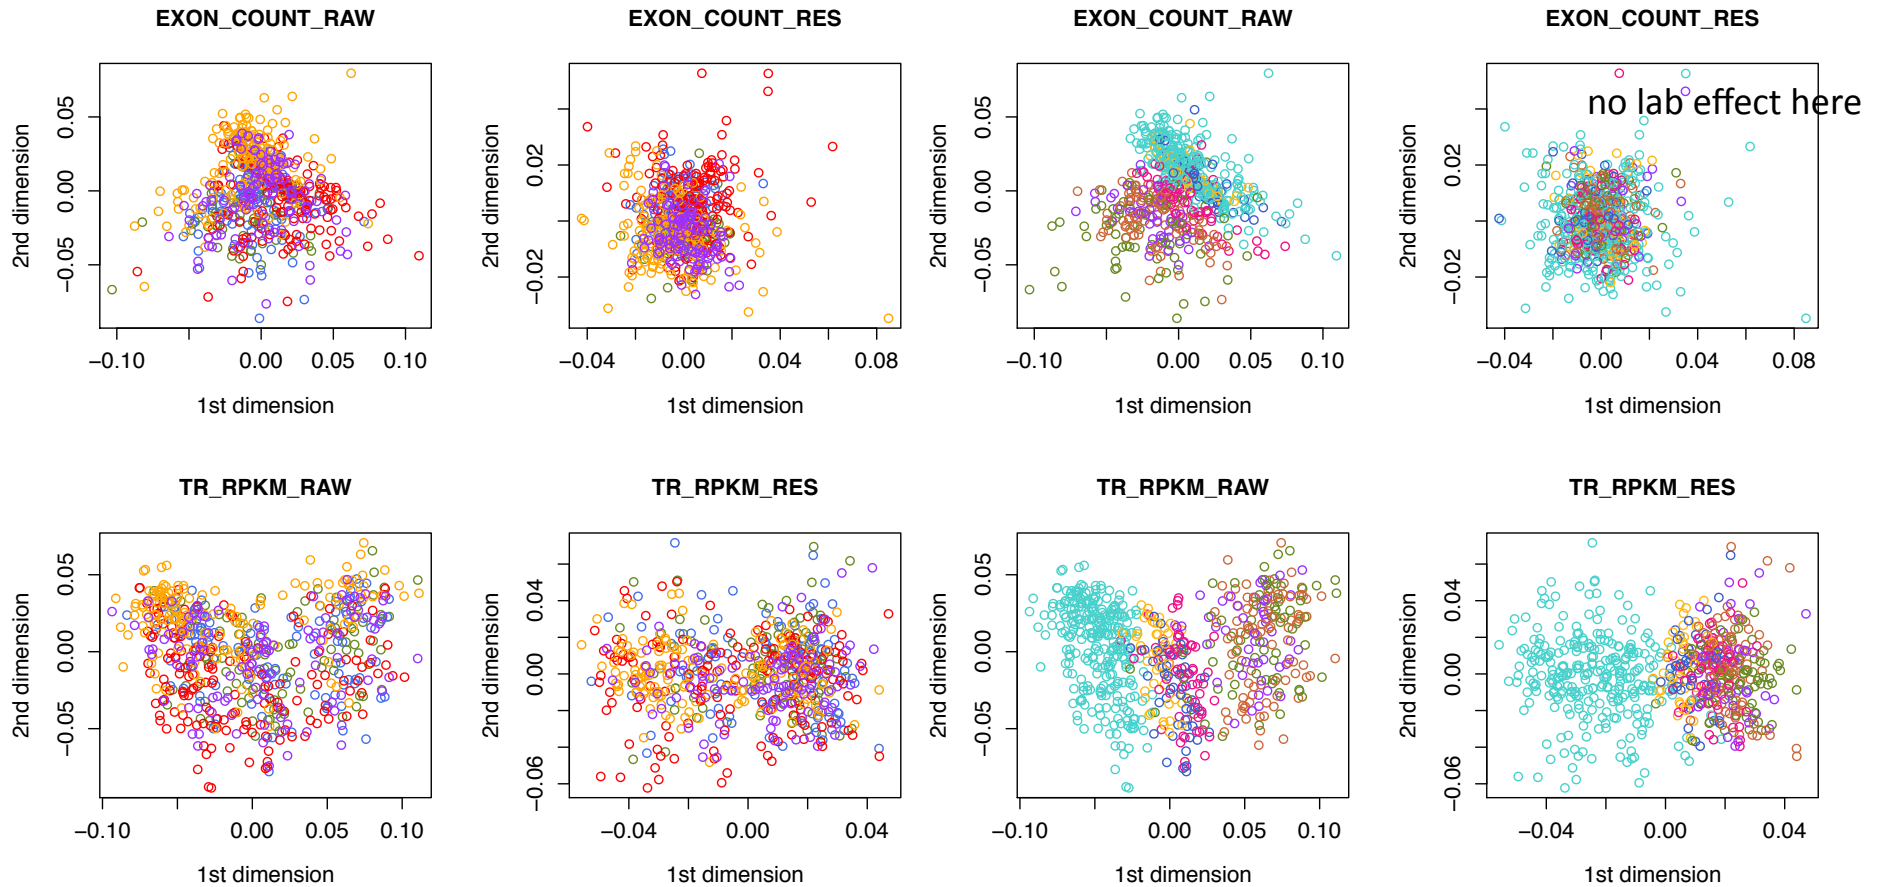 EXON_COUNT_RAW
EXON_COUNT_RES
EXON_COUNT_RAW
EXON_COUNT_RES
2nd dimension
0.05
0.00
−0.05
−0.10
0.00
0.05
0.10
1st dimension
2nd dimension
0.02
−0.02
−0.04
0.00
0.04
0.08
1st dimension
2nd dimension
0.05
0.00
−0.05
−0.10
0.00
0.05
0.10
1st dimension
no lab effect here
2nd dimension
0.02
−0.02
−0.04
0.00
0.04
0.08
1st dimension
TR_RPKM_RAW
TR_RPKM_RES
TR_RPKM_RAW
TR_RPKM_RES
2nd dimension
0.05
0.00
−0.05
−0.10
0.00
0.05
0.10
1st dimension
2nd dimension
0.04
0.00
−0.06
−0.04
0.00
0.04
1st dimension
2nd dimension
0.05
0.00
−0.05
−0.10
0.00
0.05
0.10
1st dimension
2nd dimension
0.04
0.00
−0.06
−0.04
0.00
0.04
1st dimension